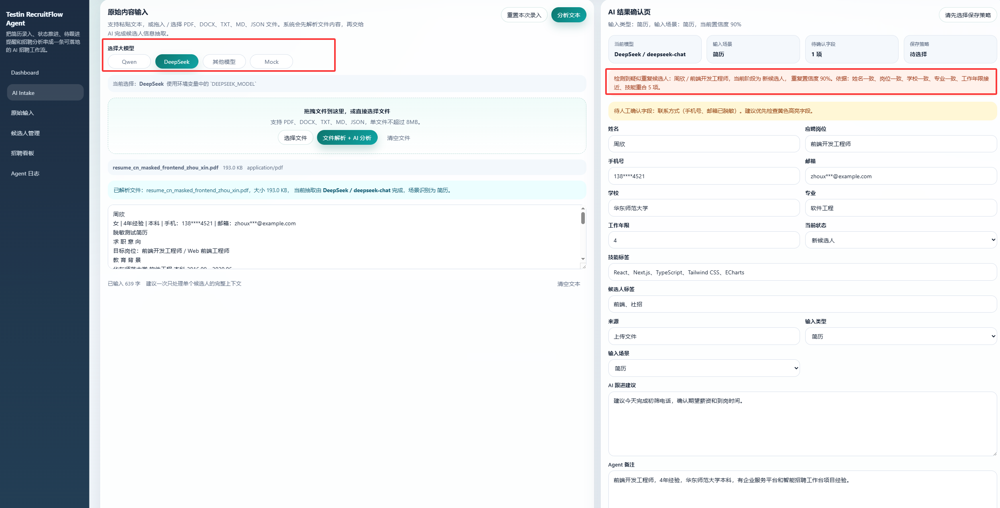 Testin RecruitFlow
Agent
把简历录入、状态推进、待跟进
提醒和招聘分析串成一条可落地
的 AI 招聘工作流。
Dashboard
AI Intake
原始输入
候选人管理
招聘看板
Agent 日志
原始内容输入
支持粘贴文本，或拖入 / 选择 PDF、DOCX、TXT、MD、JSON 文件。系统会先解析文件内容，再交给
AI 完成候选人信息抽取。
重置本次录入
分析文本
选择大模型
Qwen
DeepSeek
其他模型
Mock
当前选择：DeepSeek 使用环境变量中的 `DEEPSEEK_MODEL`
拖拽文件到这里，或直接选择文件
支持 PDF、DOCX、TXT、MD、JSON，单文件不超过 8MB。
选择文件
文件解析 + AI 分析
清空文件
resume_cn_masked_frontend_zhou_xin.pdf 193.0 KB application/pdf
已解析文件：resume_cn_masked_frontend_zhou_xin.pdf，大小 193.0 KB， 当前抽取由 DeepSeek / deepseek-chat 完成，场景识别为 简历。
周欣
女 | 4年经验 | 本科 | 手机：138****4521 | 邮箱：zhoux***@example.com
脱敏测试简历
求 职 意 向
目标岗位：前端开发工程师 / Web 前端工程师
教 育 背 景
华东师范大学 软件工程 本科 2016.09 - 2020.06
已输入 639 字 建议一次只处理单个候选人的完整上下文
清空文本
AI 结果确认页
输入类型：简历，输入场景：简历，当前置信度 90%
请先选择保存策略
当前模型
DeepSeek / deepseek-chat
输入场景
简历
待确认字段
1 项
保存策略
待选择
检测到疑似重复候选人：周欣 / 前端开发工程师，当前阶段为 新候选人， 重复置信度 90%。依据：姓名一致、岗位一致、学校一致、专业一致、工作年限接
近、技能重合 5 项。
待人工确认字段：联系方式（手机号、邮箱已脱敏）。建议优先检查黄色高亮字段。
姓名
周欣
应聘岗位
前端开发工程师
手机号
138****4521
邮箱
zhoux***@example.com
学校
华东师范大学
专业
软件工程
工作年限
4
当前状态
新候选人
技能标签
React、Next.js、TypeScript、Tailwind CSS、ECharts
候选人标签
前端、社招
来源
上传文件
输入类型
简历
输入场景
简历
AI 跟进建议
建议今天完成初筛电话，确认期望薪资和到岗时间。
Agent 备注
前端开发工程师，4年经验，华东师范大学本科，有企业服务平台和智能招聘工作台项目经验。